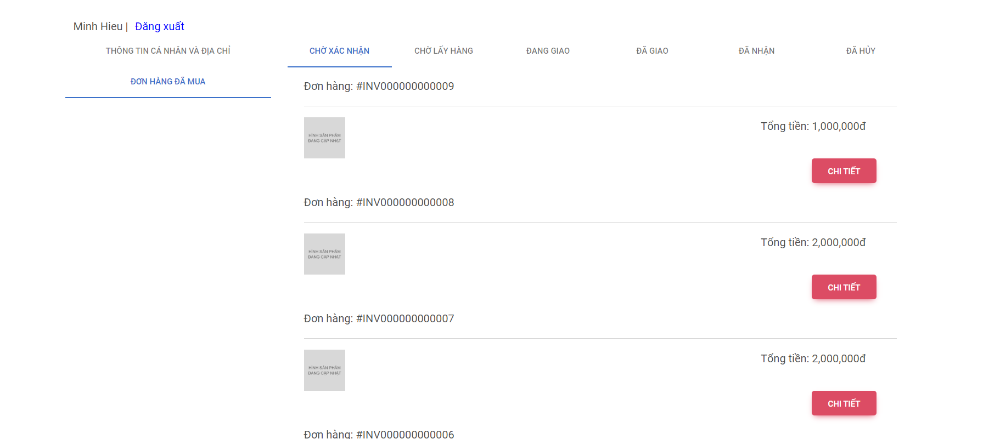 Minh Hieu | Đăng xuất
THÔNG TIN CÁ NHÂN VÀ ĐỊA CHỈ
ĐƠN HÀNG ĐÃ MUA
CHỜ XÁC NHẬN CHỜ LẤY HÀNG ĐANG GIAO ĐÃ GIAO ĐÃ NHẬN ĐÃ HỦY
Đơn hàng: #INV000000000009
HÌNH SẢN PHẨM
ĐANG CẬP NHẬT
Tổng tiền: 1,000,000đ
CHI TIẾT
Đơn hàng: #INV000000000008
HÌNH SẢN PHẨM
ĐANG CẬP NHẬT
Tổng tiền: 2,000,000đ
CHI TIẾT
Đơn hàng: #INV000000000007
HÌNH SẢN PHẨM
ĐANG CẬP NHẬT
Tổng tiền: 2,000,000đ
CHI TIẾT
Đơn hàng: #INV000000000006